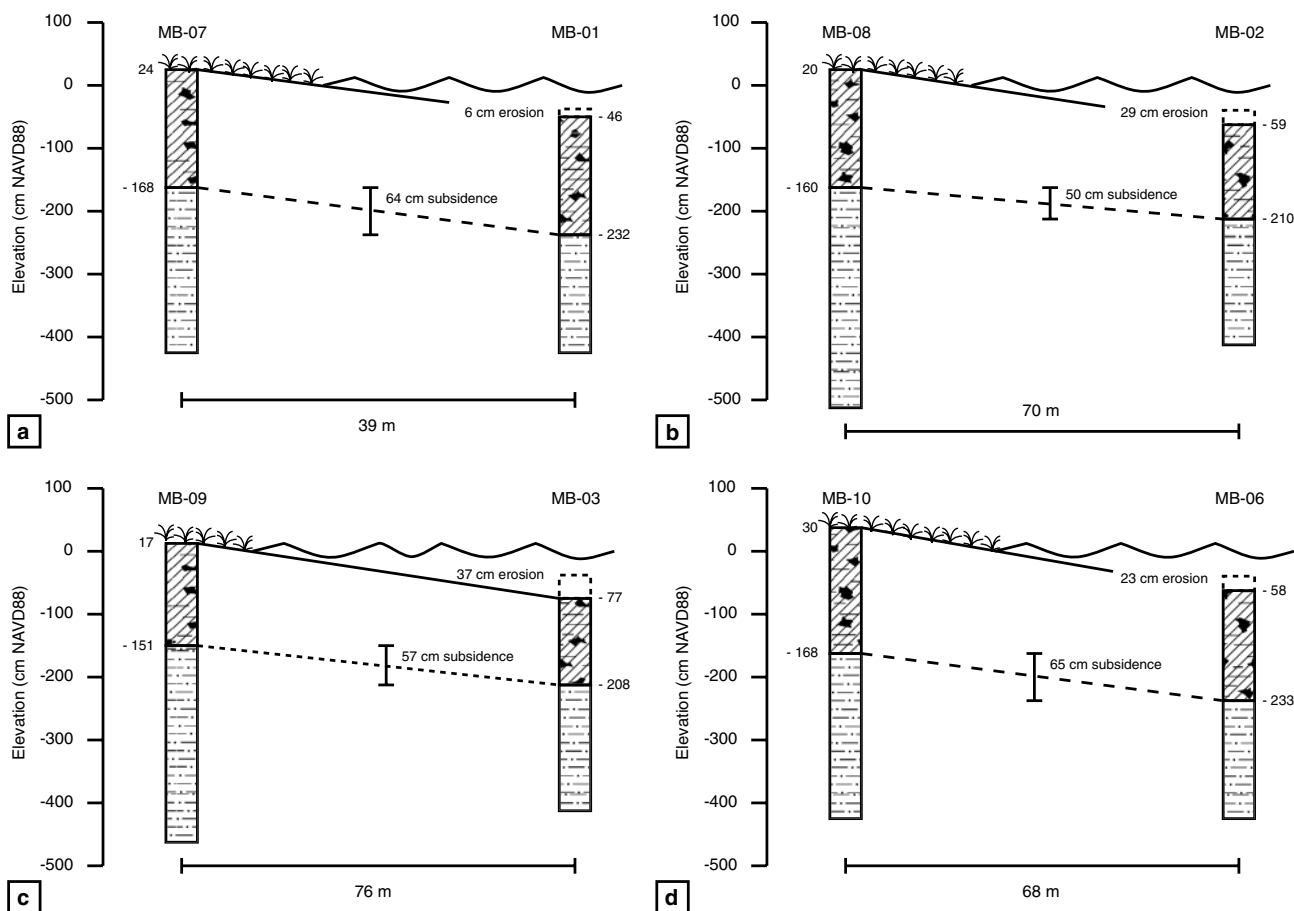 100
0
-100
-200
-300
-400
-500
Elevation (cm NAVD88)
MB-07
MB-01
24
6 cm erosion
- 46
- 168
64 cm subsidence
- 232
39 m
a
100
0
-100
-200
-300
-400
-500
Elevation (cm NAVD88)
MB-08
MB-02
20
29 cm erosion
- 59
- 160
50 cm subsidence
- 210
70 m
b
100
0
-100
-200
-300
-400
-500
Elevation (cm NAVD88)
MB-09
MB-03
17
37 cm erosion
- 77
- 151
57 cm subsidence
- 208
76 m
c
100
0
-100
-200
-300
-400
-500
Elevation (cm NAVD88)
MB-10
MB-06
30
23 cm erosion
- 58
- 168
65 cm subsidence
- 233
68 m
d